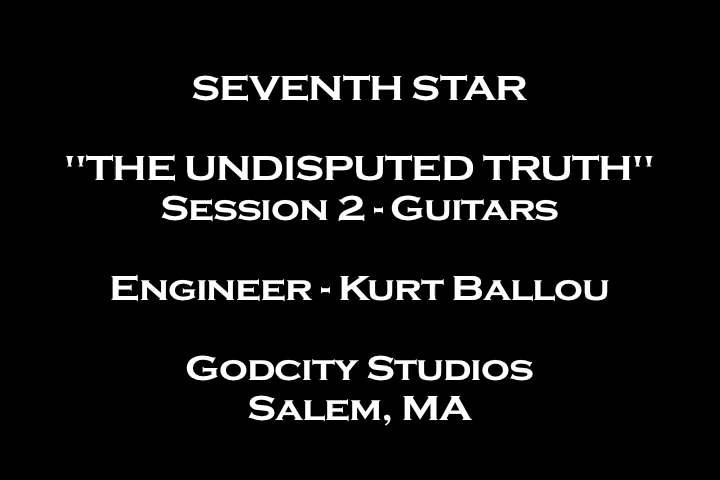 SEVENTH STAR
"THE UNDISPUTED TRUTH"
SESSION 2 - GUITARS
ENGINEER - KURT BALLOU
GODCITY STUDIOS
SALEM, MA